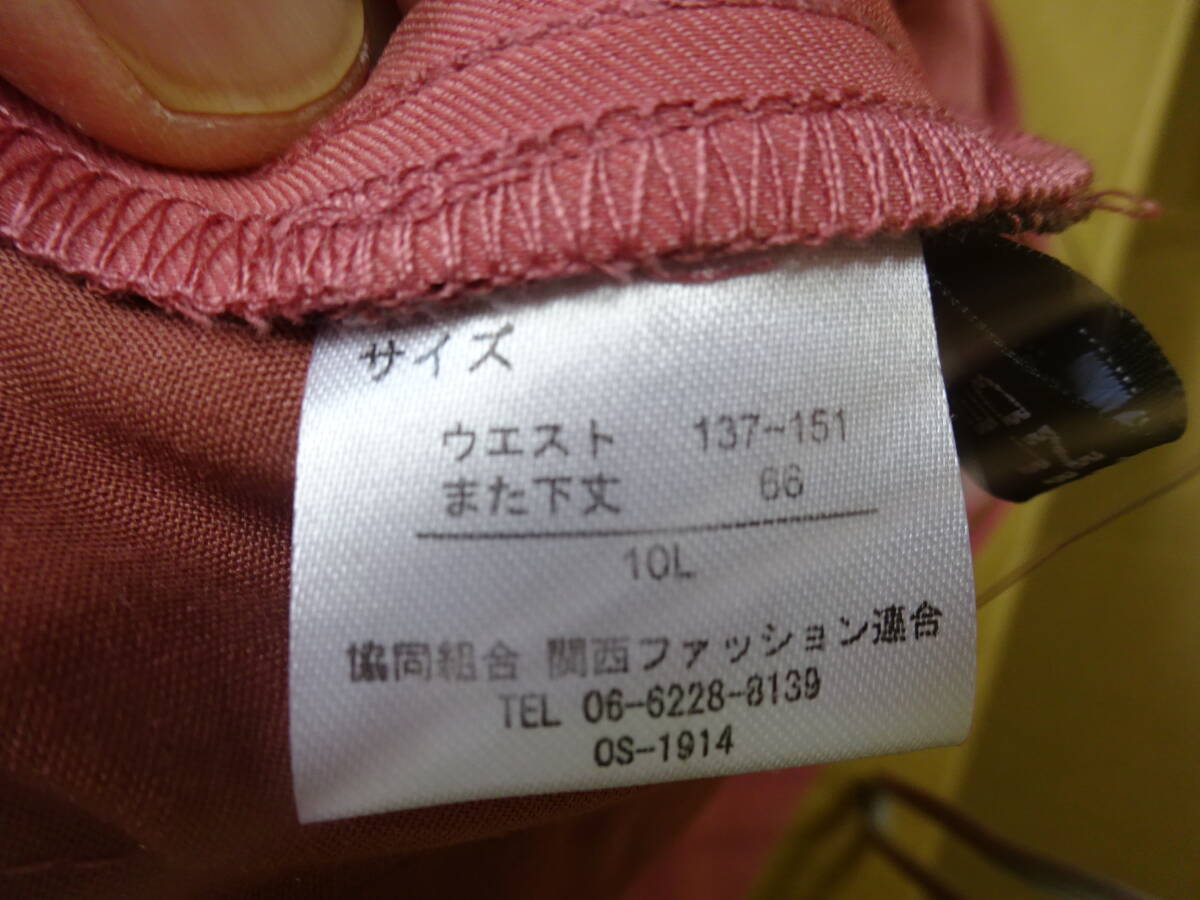 サイズ
ウエスト 137~151
また下丈 66
10L
協同組合 関西ファッション連合
TEL 06-6228-8139
OS-1914